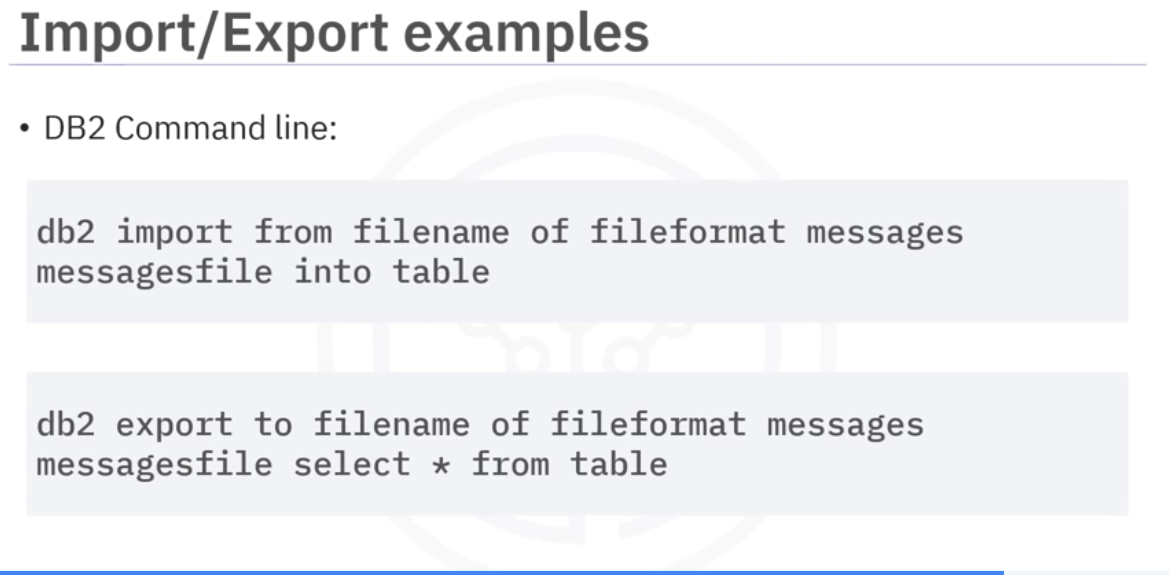 Import/Export examples
• DB2 Command line:
db2 import from filename of fileformat messages
messagesfile into table
db2 export to filename of fileformat messages
messagesfile select * from table